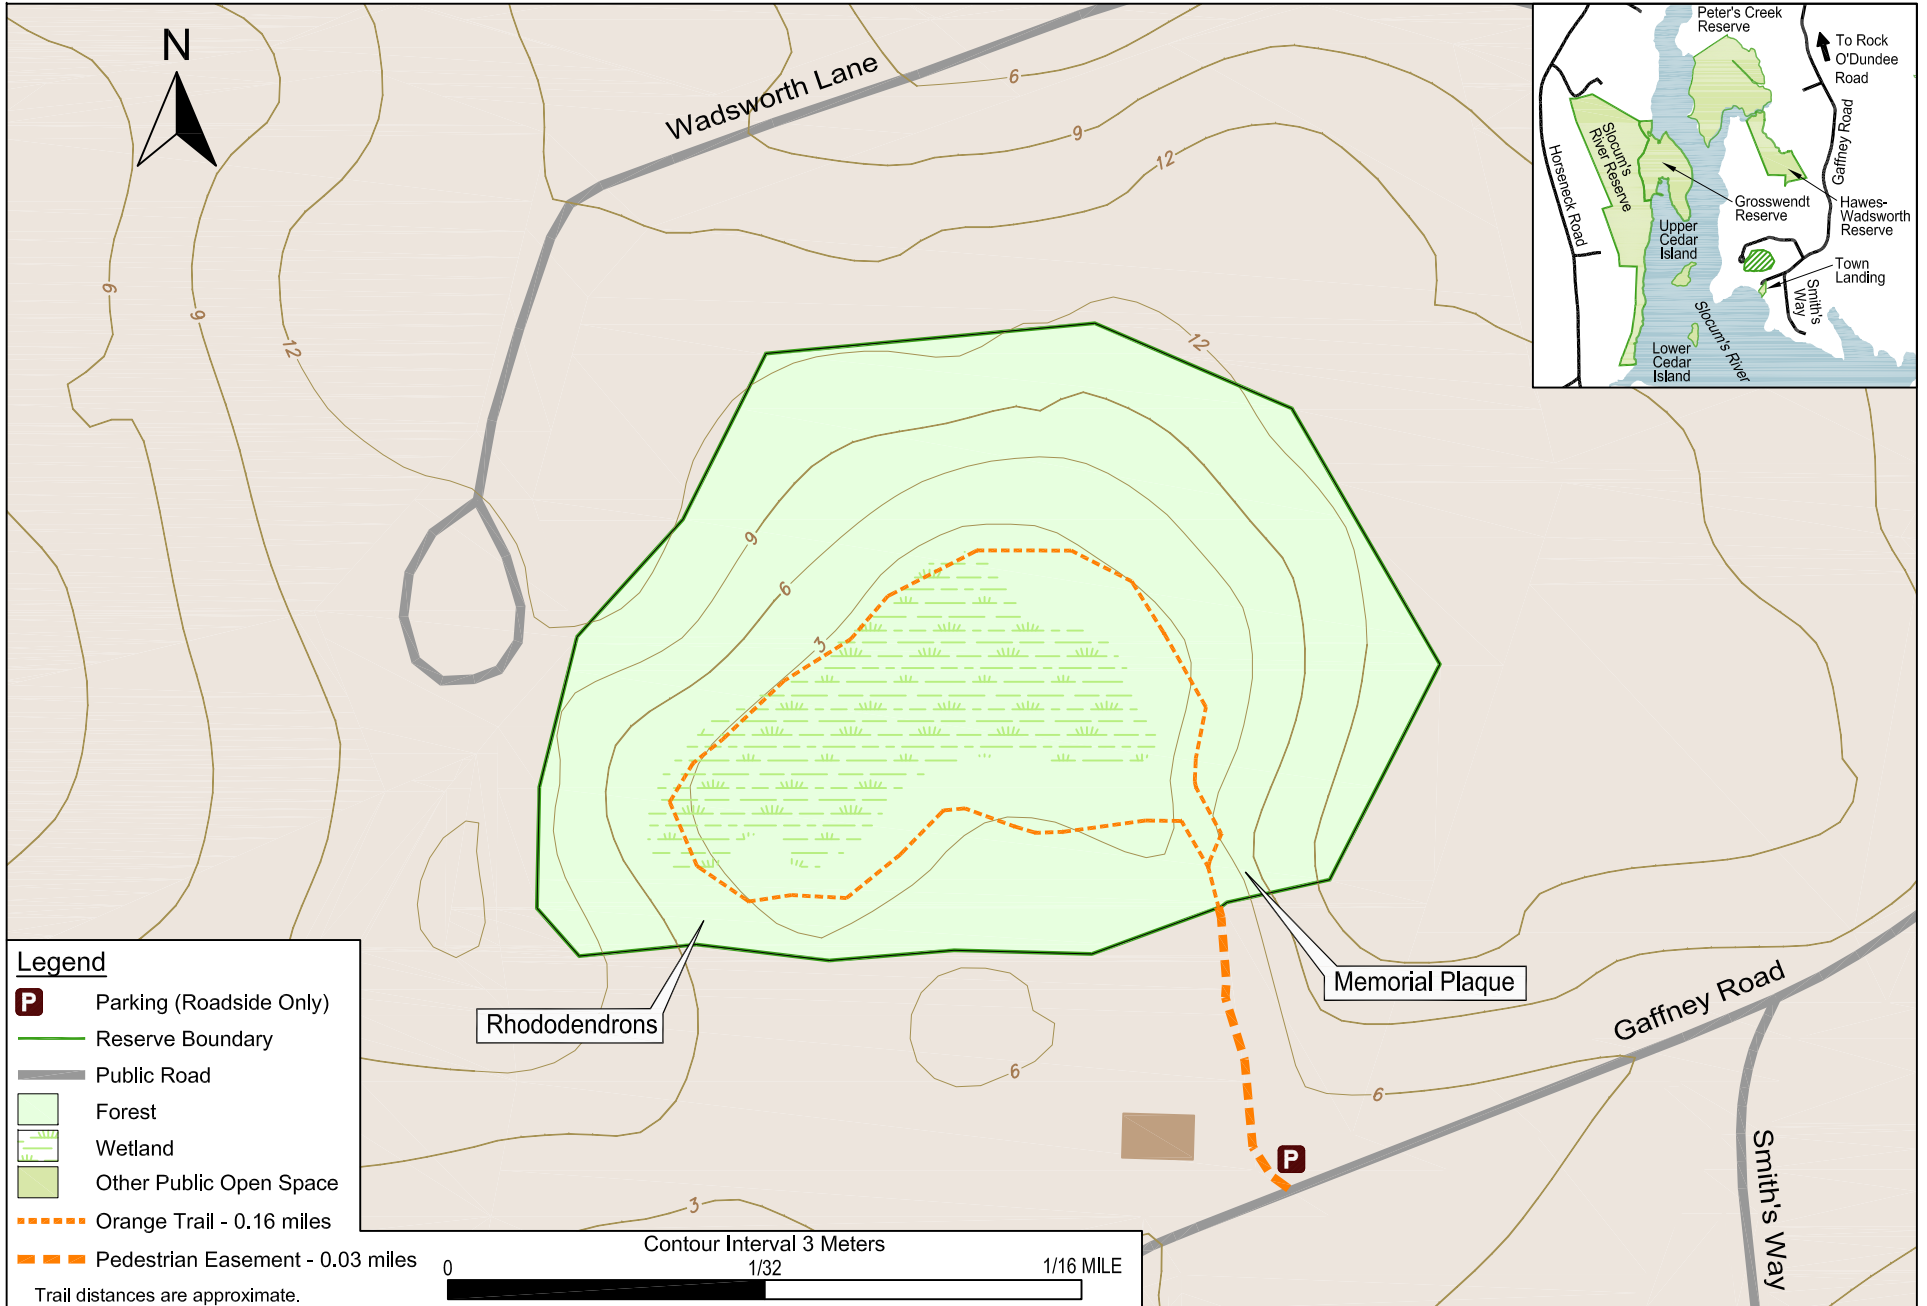 N
Wadsworth Lane
6
9
12
9
9
12
12
9
6
3
6
6
3
Rhododendrons
Memorial Plaque
Gaffney Road
Smith's Way
P
Peter's Creek
Reserve
To Rock
O'Dundee
Road
Gaffney Road
Slocum's
River Reserve
Horseneck Road
Grosswendt
Reserve
Hawes-
Wadsworth
Reserve
Upper
Cedar
Island
Town
Landing
Smith's
Way
Slocum's River
Lower
Cedar
Island
Legend
P Parking (Roadside Only)
Reserve Boundary
Public Road
Forest
Wetland
Other Public Open Space
Orange Trail - 0.16 miles
Pedestrian Easement - 0.03 miles
Trail distances are approximate.
Contour Interval 3 Meters
0 1/32 1/16 MILE